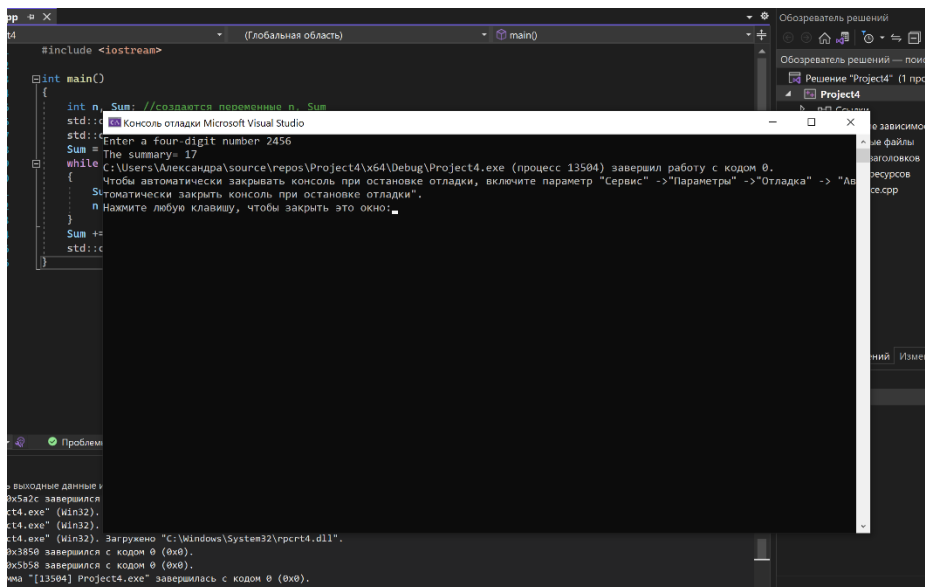 pp
t4
(Глобальная область)
main()
Обозреватель решений
#include <iostream>
int main()
{
int n, Sum; //создаются переменные n, Sum
std::c
std::c
Sum =
while
{
Su
n
}
Sum +=
std::c
}
Консоль отладки Microsoft Visual Studio
Enter a four-digit number 2456
The summary= 17
C:\Users\Александра\source\repos\Project4\x64\Debug\Project4.exe (процесс 13504) завершил работу с кодом 0.
Чтобы автоматически закрывать консоль при остановке отладки, включите параметр "Сервис" ->"Параметры" ->"Отладка" -> "Ав
томатически закрыть консоль при остановке отладки".
Нажмите любую клавишу, чтобы закрыть это окно:
Обозреватель решений — поис
Решение "Project4" (1 про
Project4
Ссылки
е зависимо
ые файлы
заголовков
ресурсов
ce.cpp
ний Изме
Проблем
ь выходные данные и
0x5a2c завершился
ct4.exe" (Win32).
ct4.exe" (Win32).
ct4.exe" (Win32). Загружено "C:\Windows\System32\rpcrt4.dll".
0x3850 завершился с кодом 0 (0x0).
0x5b58 завершился с кодом 0 (0x0).
мма "[13504] Project4.exe" завершилась с кодом 0 (0x0).